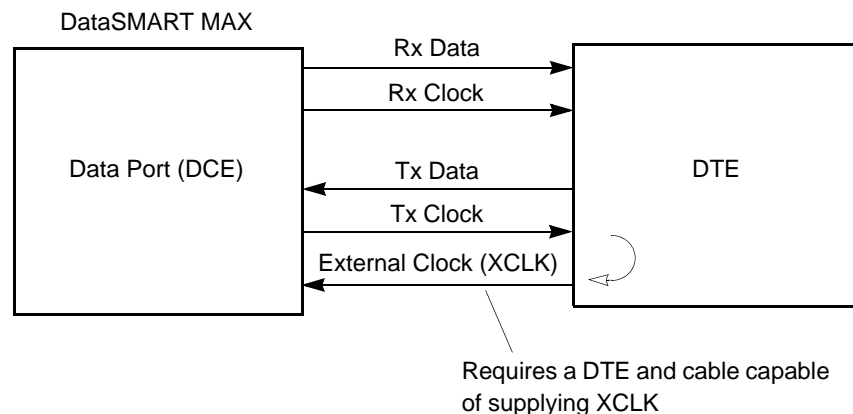 DataSMART MAX
Rx Data
Rx Clock
Data Port (DCE)
Tx Data
DTE
Tx Clock
External Clock (XCLK)
Requires a DTE and cable capable
of supplying XCLK